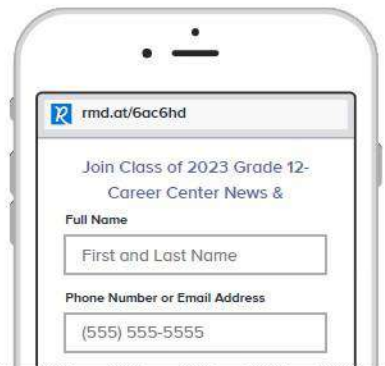 rmd.at/6ac6hd
Join Class of 2023 Grade 12-
Career Center News &
Full Name
First and Last Name
Phone Number or Email Address
(555) 555-5555